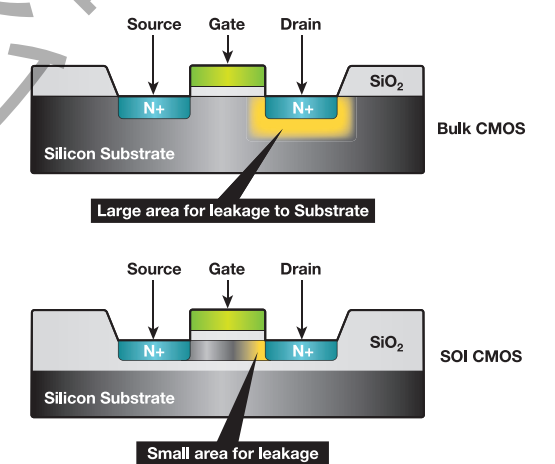 Source Gate Drain
SiO₂
N+ N+
Bulk CMOS
Silicon Substrate
Large area for leakage to Substrate
Source Gate Drain
SiO₂
N+ N+
SOI CMOS
Silicon Substrate
Small area for leakage